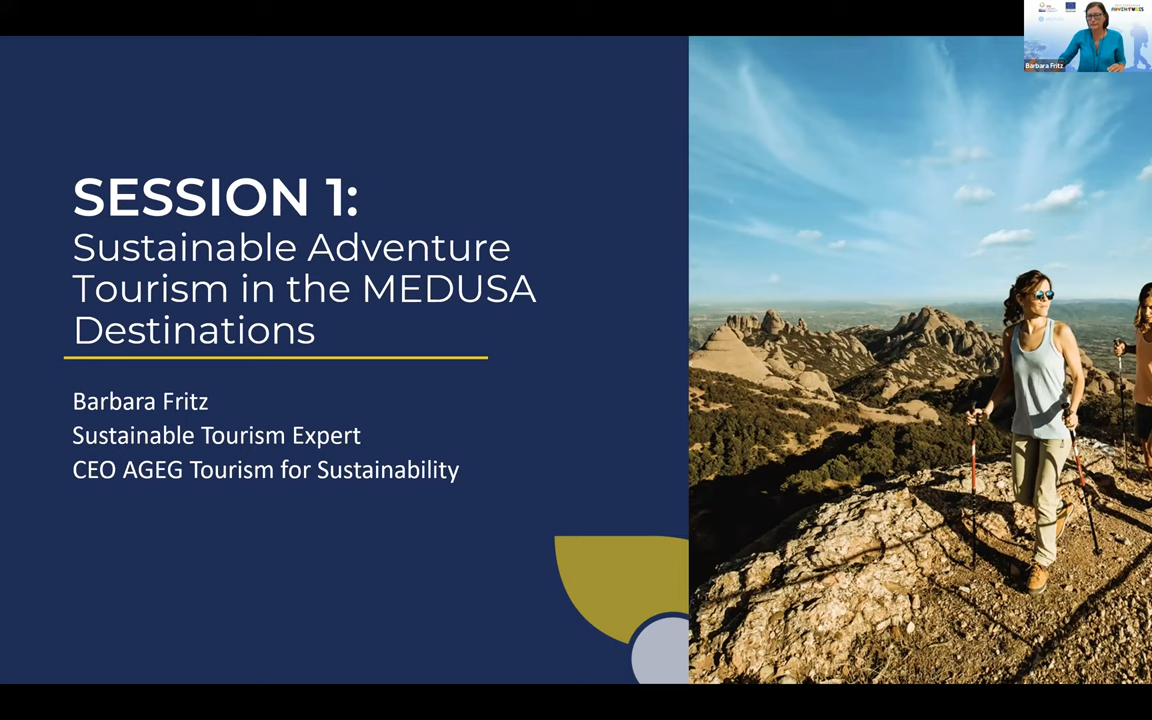 SESSION 1:
Sustainable Adventure
Tourism in the MEDUSA
Destinations
Barbara Fritz
Sustainable Tourism Expert
CEO AGEG Tourism for Sustainability
Barbara Fritz